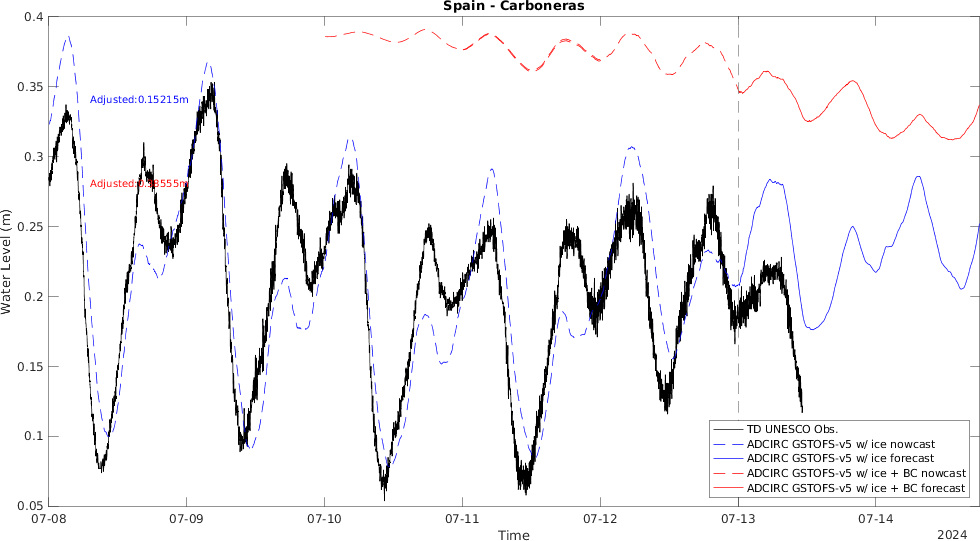 Spain - Carboneras
0.4
0.35
0.3
0.25
0.2
0.15
0.1
0.05
Water Level (m)
Adjusted:0.15215m
TD UNESCO Obs.
ADCIRC GSTOFS-v5 w/ ice nowcast
ADCIRC GSTOFS-v5 w/ ice forecast
ADCIRC GSTOFS-v5 w/ ice + BC nowcast
ADCIRC GSTOFS-v5 w/ ice + BC forecast
07-08
07-09
07-10
07-11
07-12
07-13
07-14
Time
2024